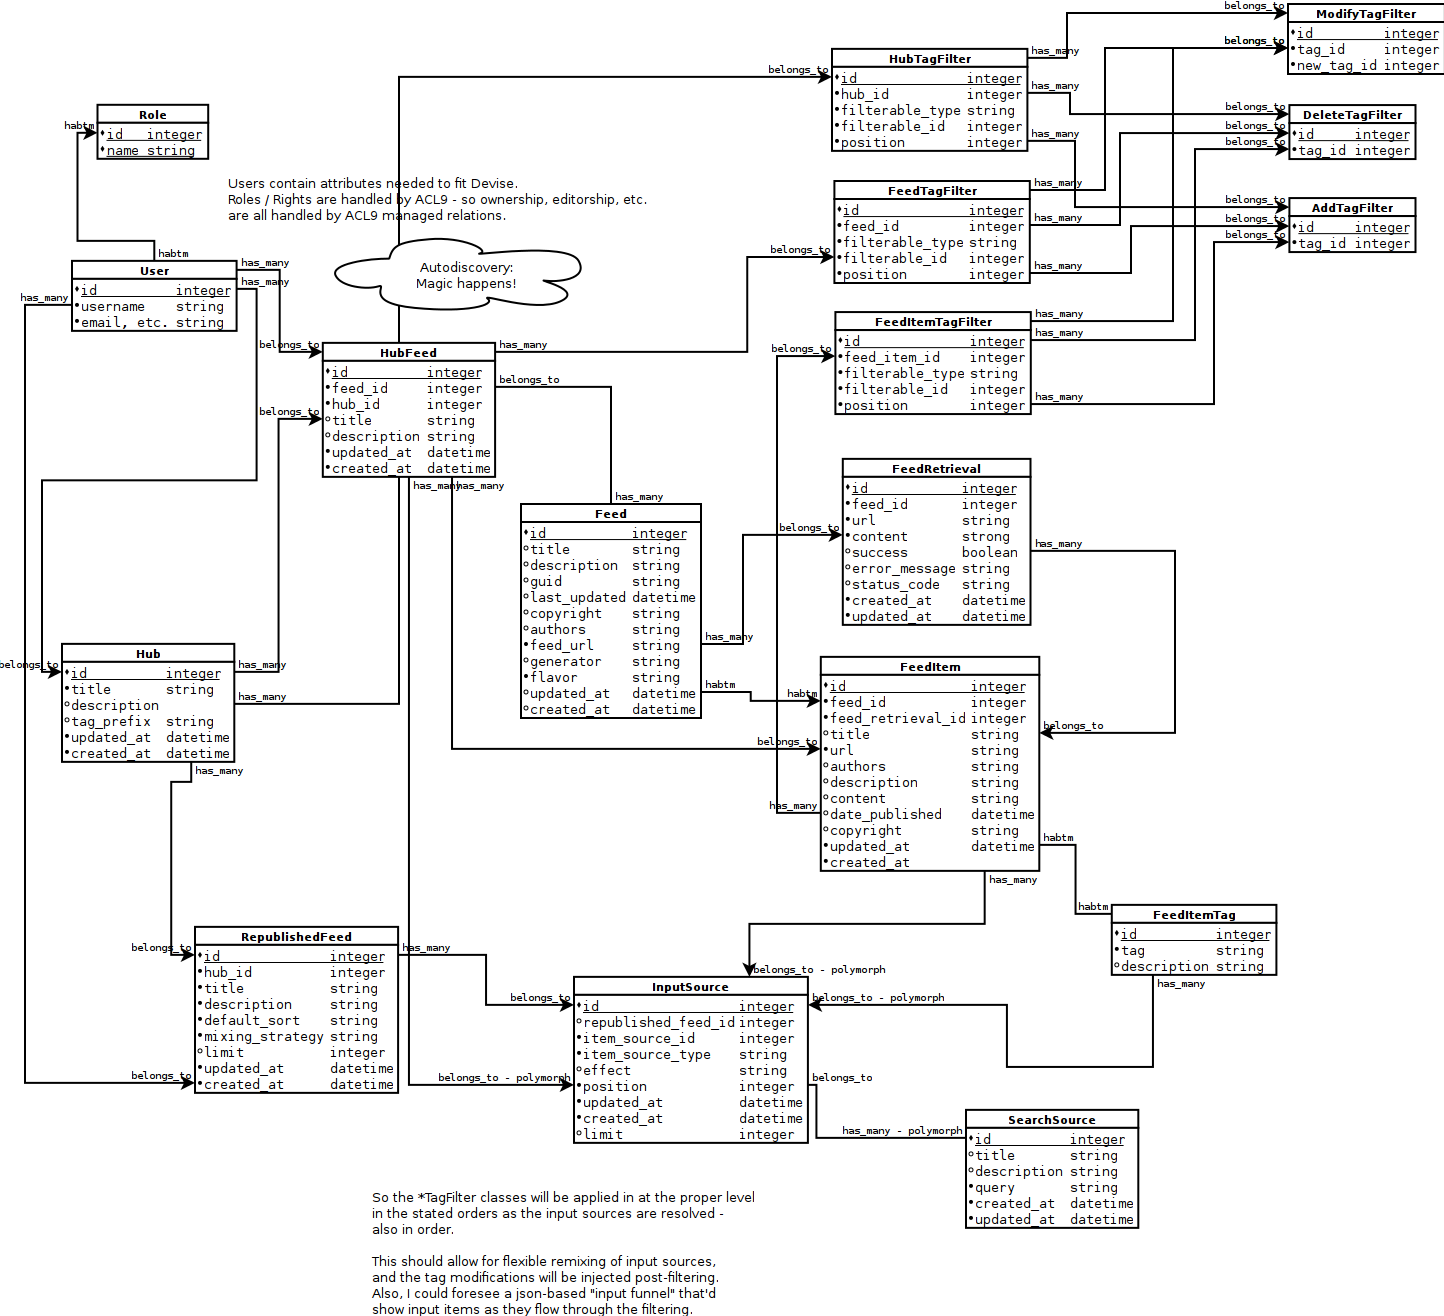 belongs_to
ModifyTagFilter
id integer
tag_id integer
new_tag_id integer
belongs_to
has_many
belongs_to
HubTagFilter
id integer
hub_id integer
filterable_type string
filterable_id integer
position integer
has_many
has_many
belongs_to
belongs_to
belongs_to
DeleteTagFilter
id integer
tag_id integer
Role
id integer
name string
habtm
Users contain attributes needed to fit Devise.
Roles / Rights are handled by ACL9 - so ownership, editorship, etc.
are all handled by ACL9 managed relations.
FeedTagFilter
id integer
feed_id integer
filterable_type string
filterable_id integer
position integer
has_many
has_many
has_many
belongs_to
belongs_to
belongs_to
belongs_to
AddTagFilter
id integer
tag_id integer
habtm
User
id integer
username string
email, etc. string
has_many
has_many
has_many
Autodiscovery:
Magic happens!
FeedItemTagFilter
id integer
feed_item_id integer
filterable_type string
filterable_id integer
position integer
has_many
has_many
has_many
belongs_to
belongs_to
HubFeed
id integer
feed_id integer
hub_id integer
title string
description string
updated_at datetime
created_at datetime
has_many
belongs_to
belongs_to
has_many
has_many
has_many
Feed
id integer
title string
description string
guid string
last_updated datetime
copyright string
authors string
feed_url string
generator string
flavor string
updated_at datetime
created_at datetime
has_many
habtm
belongs_to
FeedRetrieval
id integer
feed_id integer
url string
content strong
success boolean
error_message string
status_code string
created_at datetime
updated_at datetime
has_many
belongs_to
Hub
id integer
title string
description
tag_prefix string
updated_at datetime
created_at datetime
has_many
has_many
has_many
habtm
belongs_to
has_many
FeedItem
id integer
feed_id integer
feed_retrieval_id integer
title string
url string
authors string
description string
content string
date_published datetime
copyright string
updated_at datetime
created_at
belongs_to
habtm
has_many
habtm
FeedItemTag
id integer
tag string
description string
has_many
belongs_to
RepublishedFeed
id integer
hub_id integer
title string
description string
default_sort string
mixing_strategy string
limit integer
updated_at datetime
created_at datetime
belongs_to
has_many
belongs_to
belongs_to - polymorph
belongs_to - polymorph
belongs_to - polymorph
InputSource
id integer
republished_feed_id integer
item_source_id integer
item_source_type string
effect string
position integer
updated_at datetime
created_at datetime
limit integer
belongs_to
has_many - polymorph
SearchSource
id integer
title string
description string
query string
created_at datetime
updated_at datetime
So the *TagFilter classes will be applied in at the proper level
in the stated orders as the input sources are resolved -
also in order.
This should allow for flexible remixing of input sources,
and the tag modifications will be injected post-filtering.
Also, I could foresee a json-based "input funnel" that'd
show input items as they flow through the filtering.